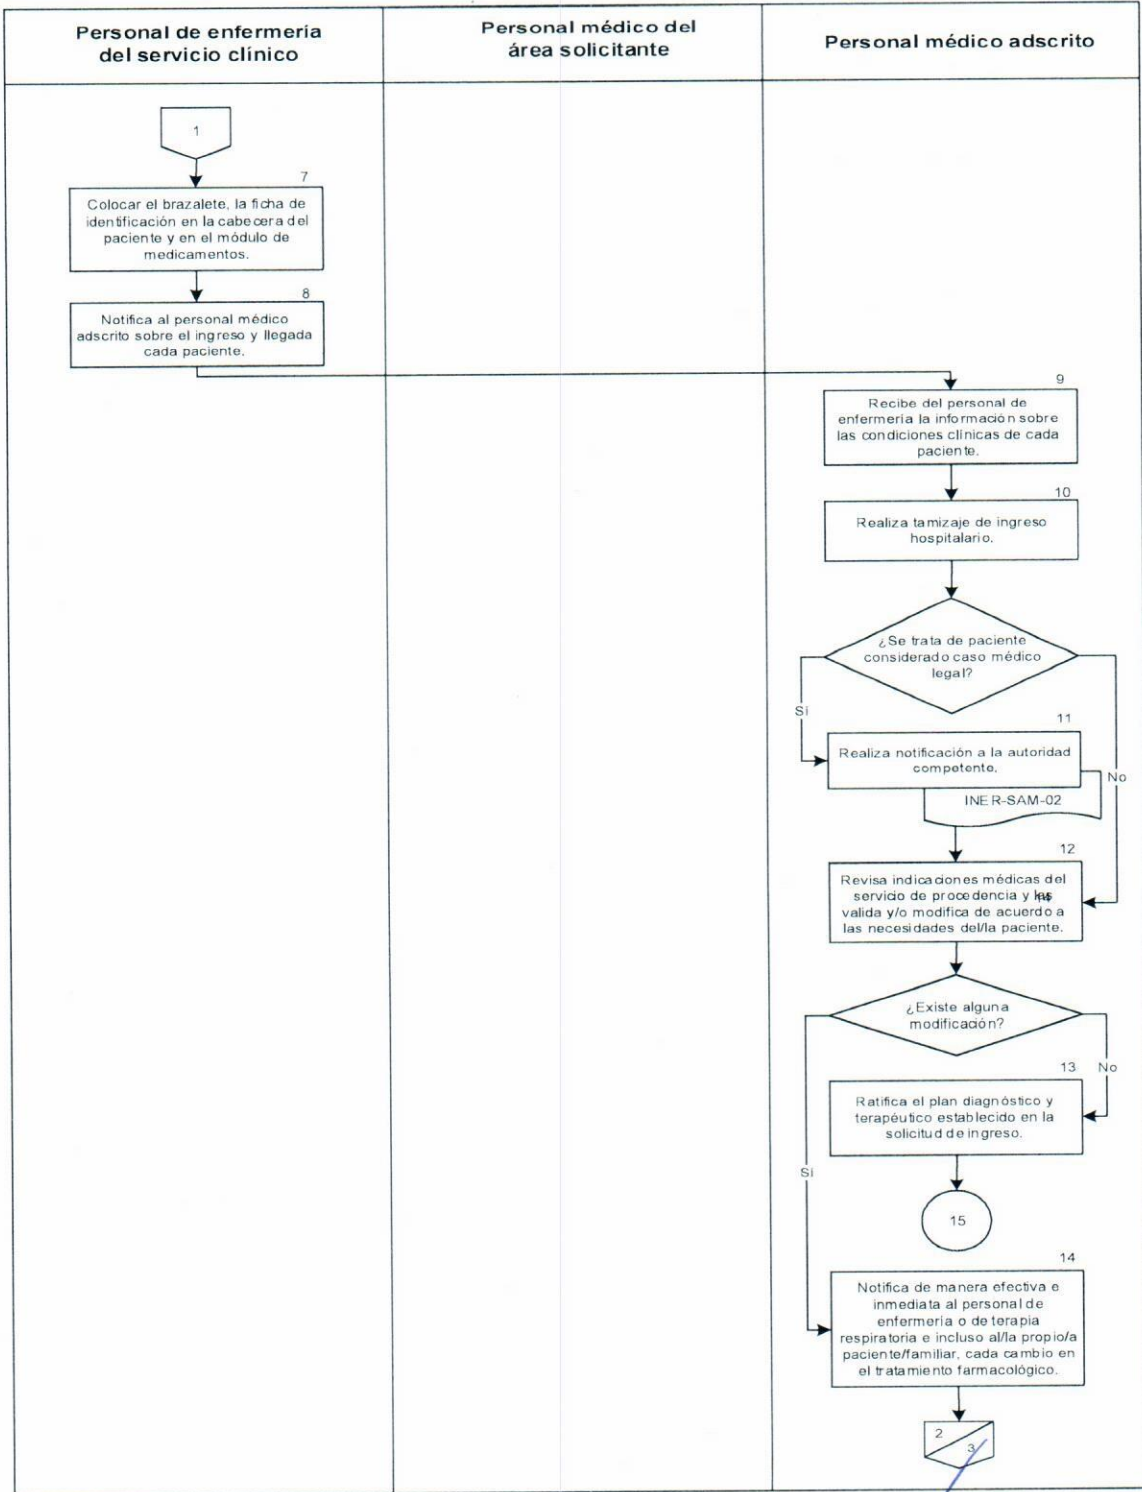 Personal de enfermería
del servicio clínico
Personal médico del
área solicitante
Personal médico adscrito
1
7
Colocar el brazalete, la ficha de
identificación en la cabecera del
paciente y en el módulo de
medicamentos.
8
Notifica al personal médico
adscrito sobre el ingreso y llegada
cada paciente.
9
Recibe del personal de
enfermería la información sobre
las condiciones clínicas de cada
paciente.
10
Realiza tamizaje de ingreso
hospitalario.
¿Se trata de paciente
considerado caso médico
legal?
Sí
No
11
Realiza notificación a la autoridad
competente.
INER-SAM-02
12
Revisa indicaciones médicas del
servicio de procedencia y las
14
valida y/o modifica de acuerdo a
las necesidades del/la paciente.
¿Existe alguna
modificación?
Sí
No
13
Ratifica el plan diagnóstico y
terapéutico establecido en la
solicitud de ingreso.
15
14
Notifica de manera efectiva e
inmediata al personal de
enfermería o de terapia
respiratoria e incluso al/la propio/a
paciente/familiar, cada cambio en
el tratamiento farmacológico.
2
3